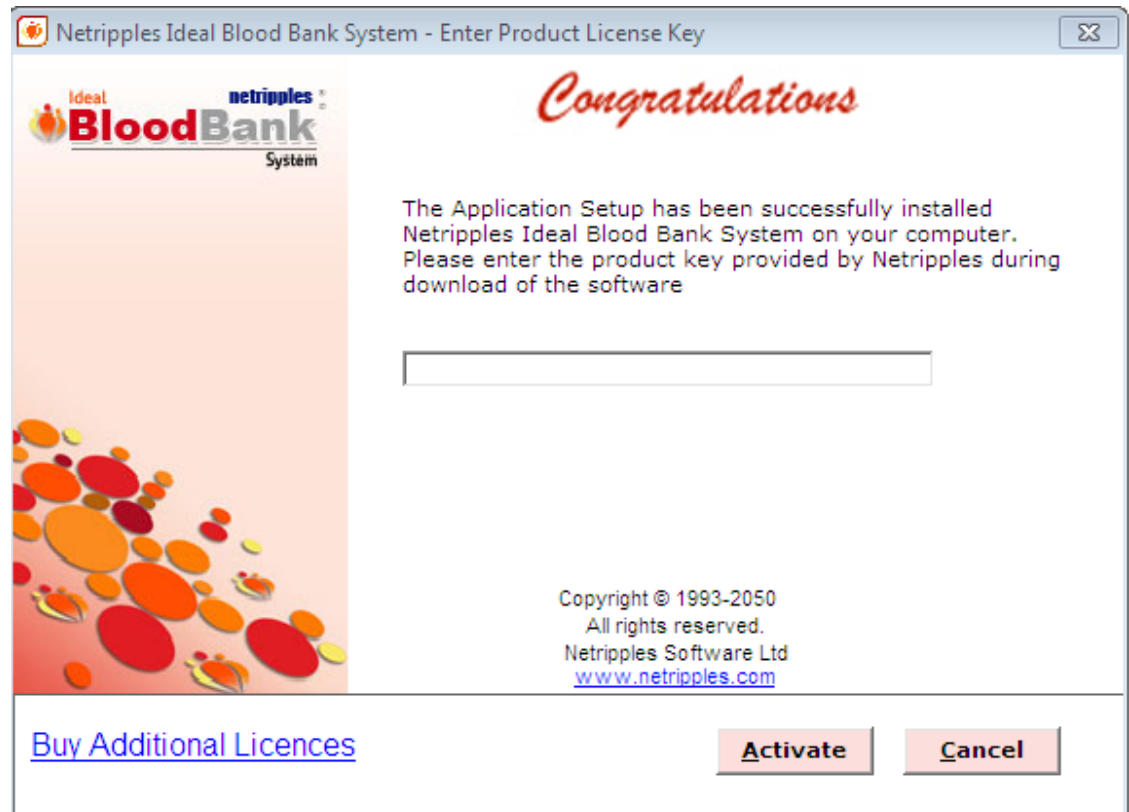 Netripples Ideal Blood Bank System - Enter Product License Key
Ideal netripples
BloodBank
System
Congratulations
The Application Setup has been successfully installed
Netripples Ideal Blood Bank System on your computer.
Please enter the product key provided by Netripples during
download of the software
Copyright © 1993-2050
All rights reserved.
Netripples Software Ltd
www.netripples.com
Buy Additional Licences
Activate
Cancel